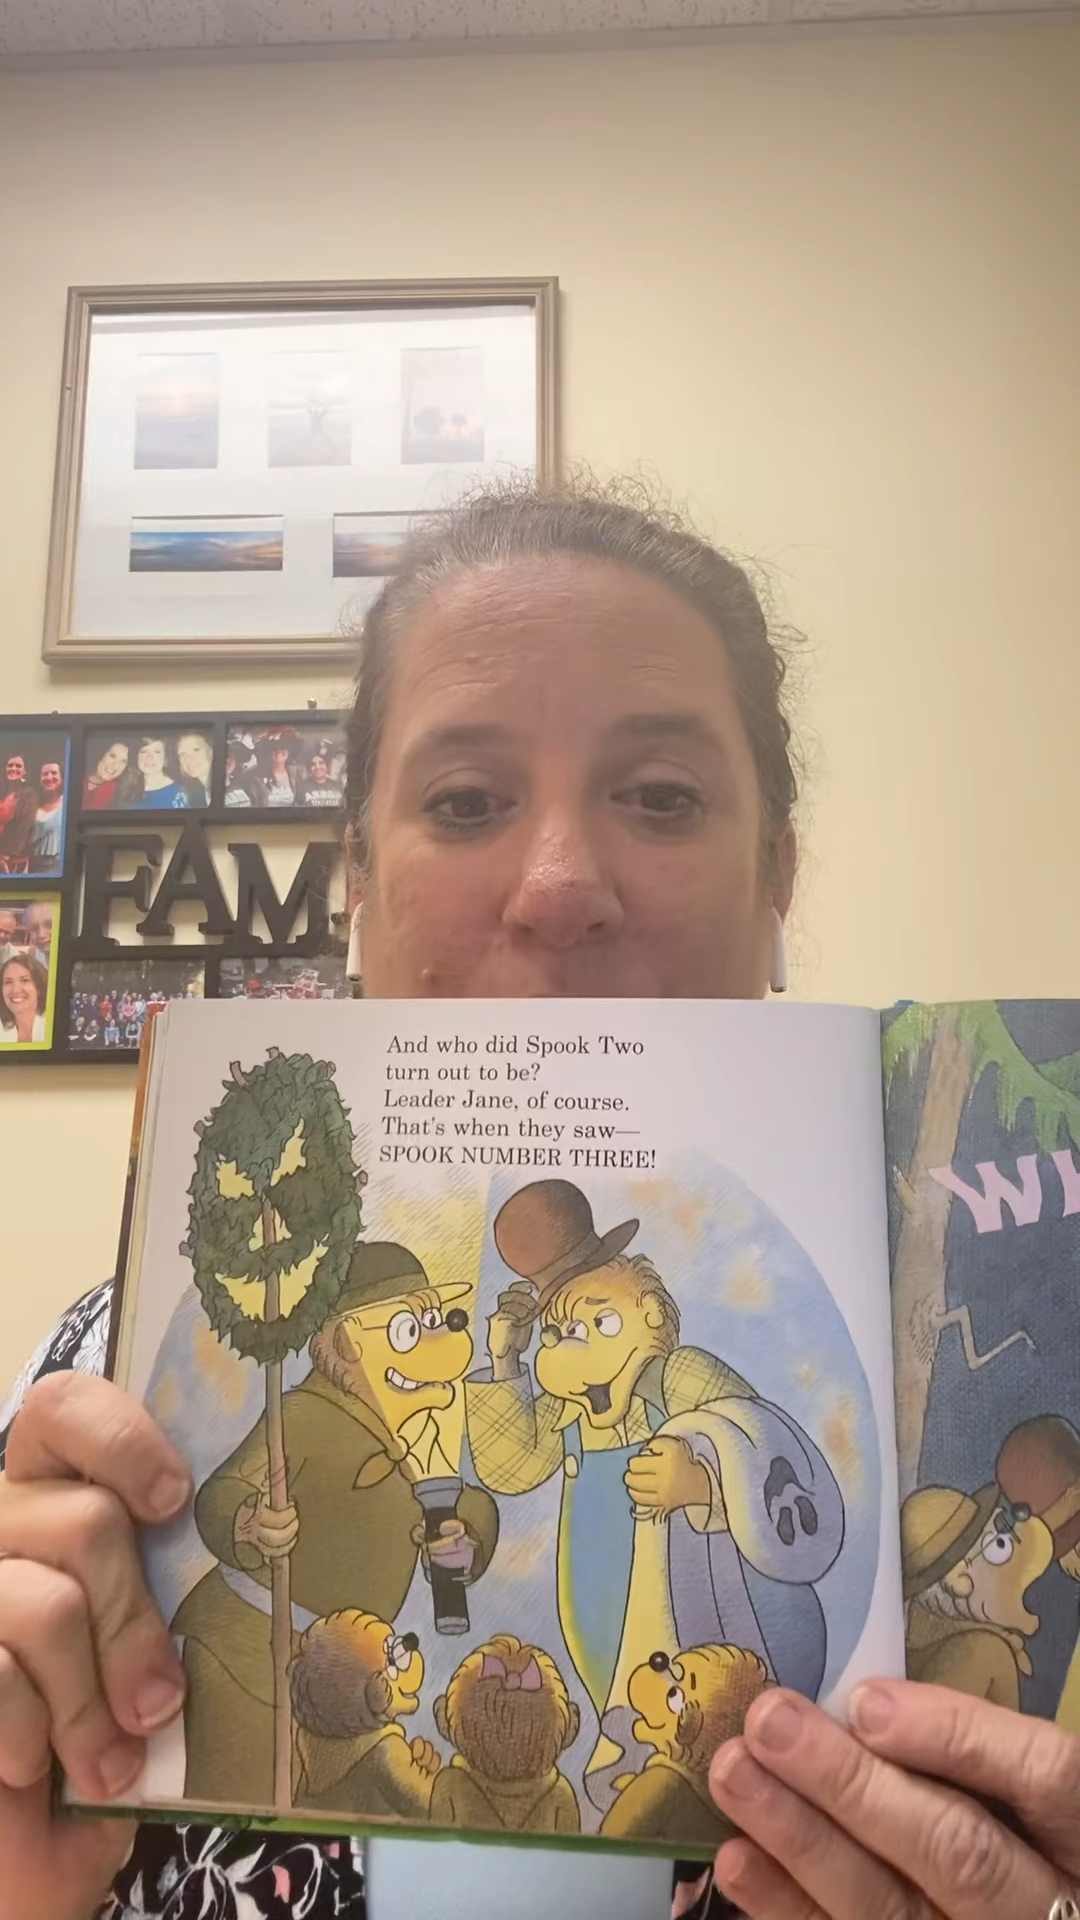 FAM
And who did Spook Two
turn out to be?
Leader Jane, of course.
That's when they saw—
SPOOK NUMBER THREE!